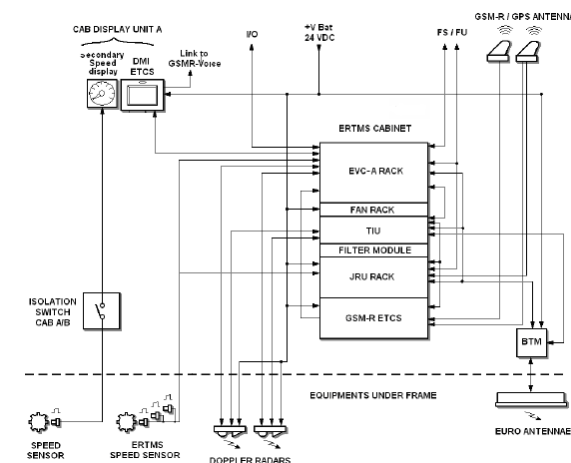 CAB DISPLAY UNIT A
Secondary
Speed
display
DMI
ETCS
Link to
GSMR-Voice
I/O
+V Bat
24 VDC
FS / FU
GSM-R / GPS ANTENNA
ERTMS CABINET
EVC-A RACK
FAN RACK
TIU
FILTER MODULE
JRU RACK
GSM-R ETCS
ISOLATION
SWITCH
CAB A/B
BTM
EQUIPMENTS UNDER FRAME
SPEED
SENSOR
ERTMS
SPEED SENSOR
DOPPLER RADARS
EURO ANTENNAE